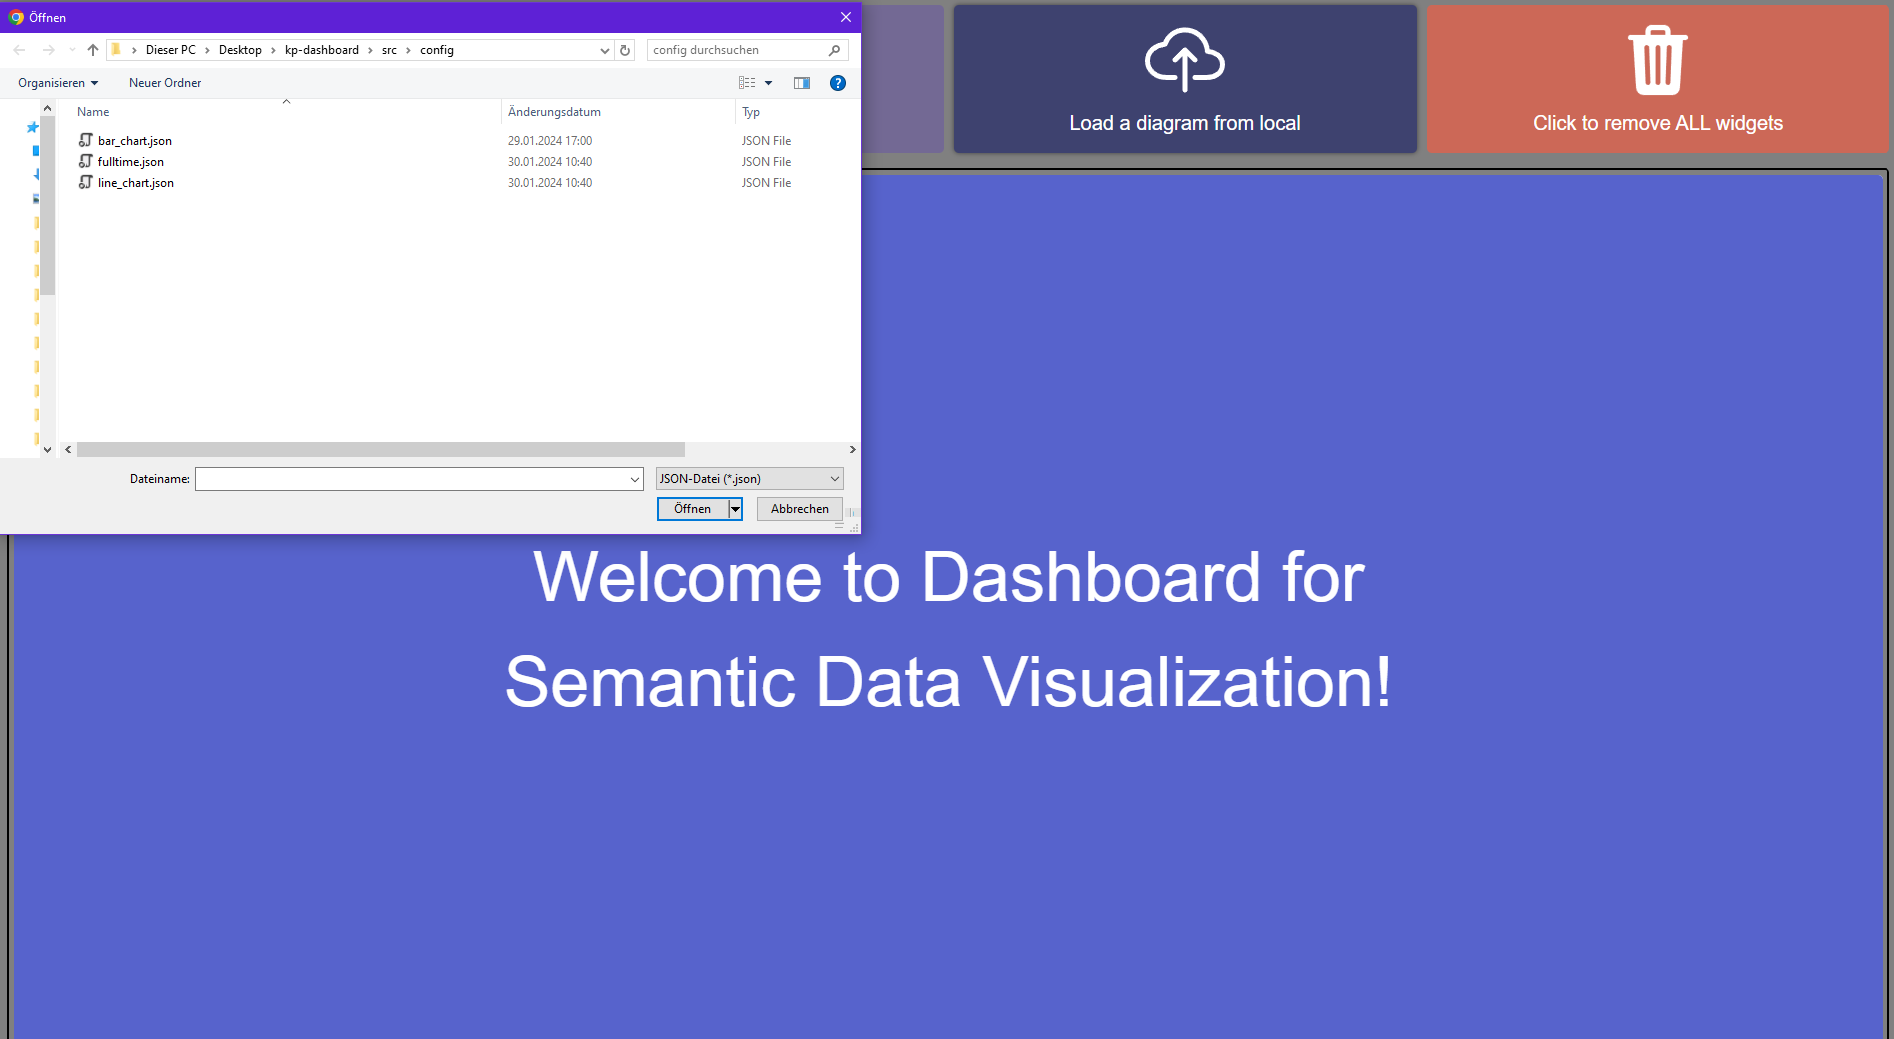 Öffnen
Dieser PC > Desktop > kp-dashboard > src > config
config durchsuchen
Organisieren
Neuer Ordner
?
Name
Änderungsdatum
Typ
bar_chart.json
29.01.2024 17:00
JSON File
fulltime.json
30.01.2024 10:40
JSON File
line_chart.json
30.01.2024 10:40
JSON File
Dateiname:
JSON-Datei (*.json)
Öffnen
Abbrechen
Load a diagram from local
Click to remove ALL widgets
Welcome to Dashboard for
Semantic Data Visualization!